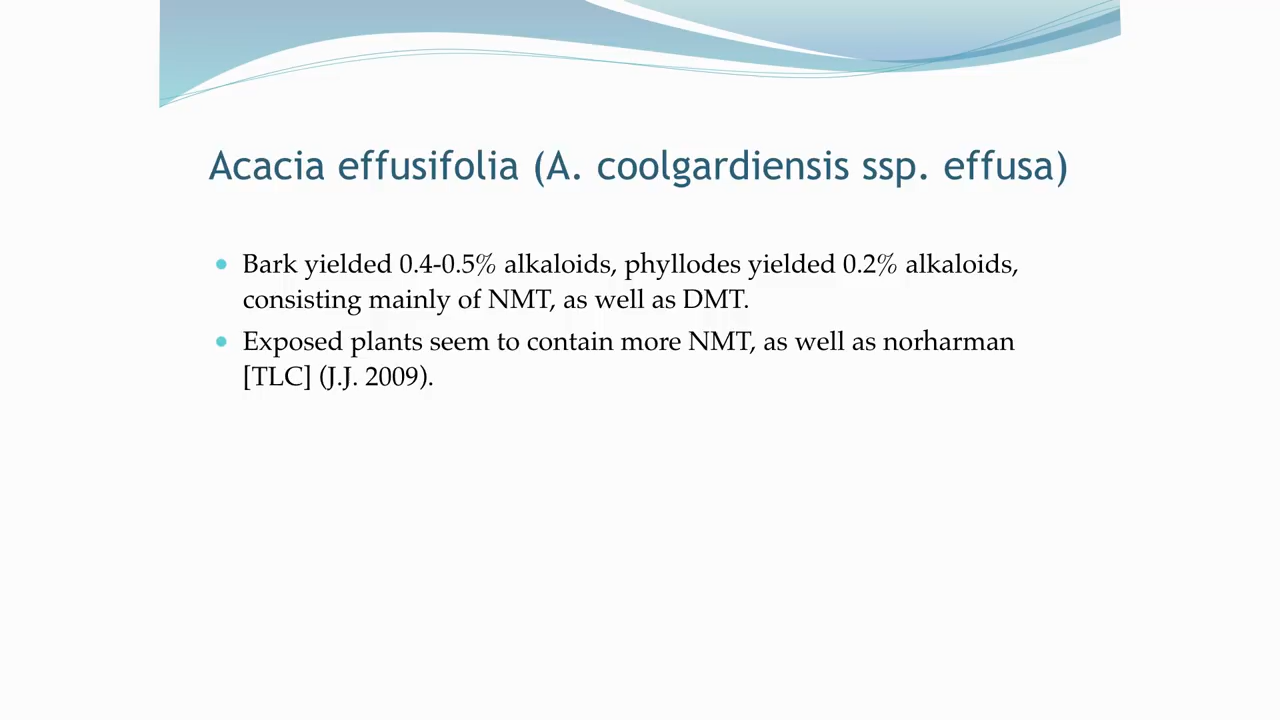 Acacia effusifolia (A. coolgardiensis ssp. effusa)
• Bark yielded 0.4-0.5% alkaloids, phyllodes yielded 0.2% alkaloids,
consisting mainly of NMT, as well as DMT.
• Exposed plants seem to contain more NMT, as well as norharman
[TLC] (J.J. 2009).